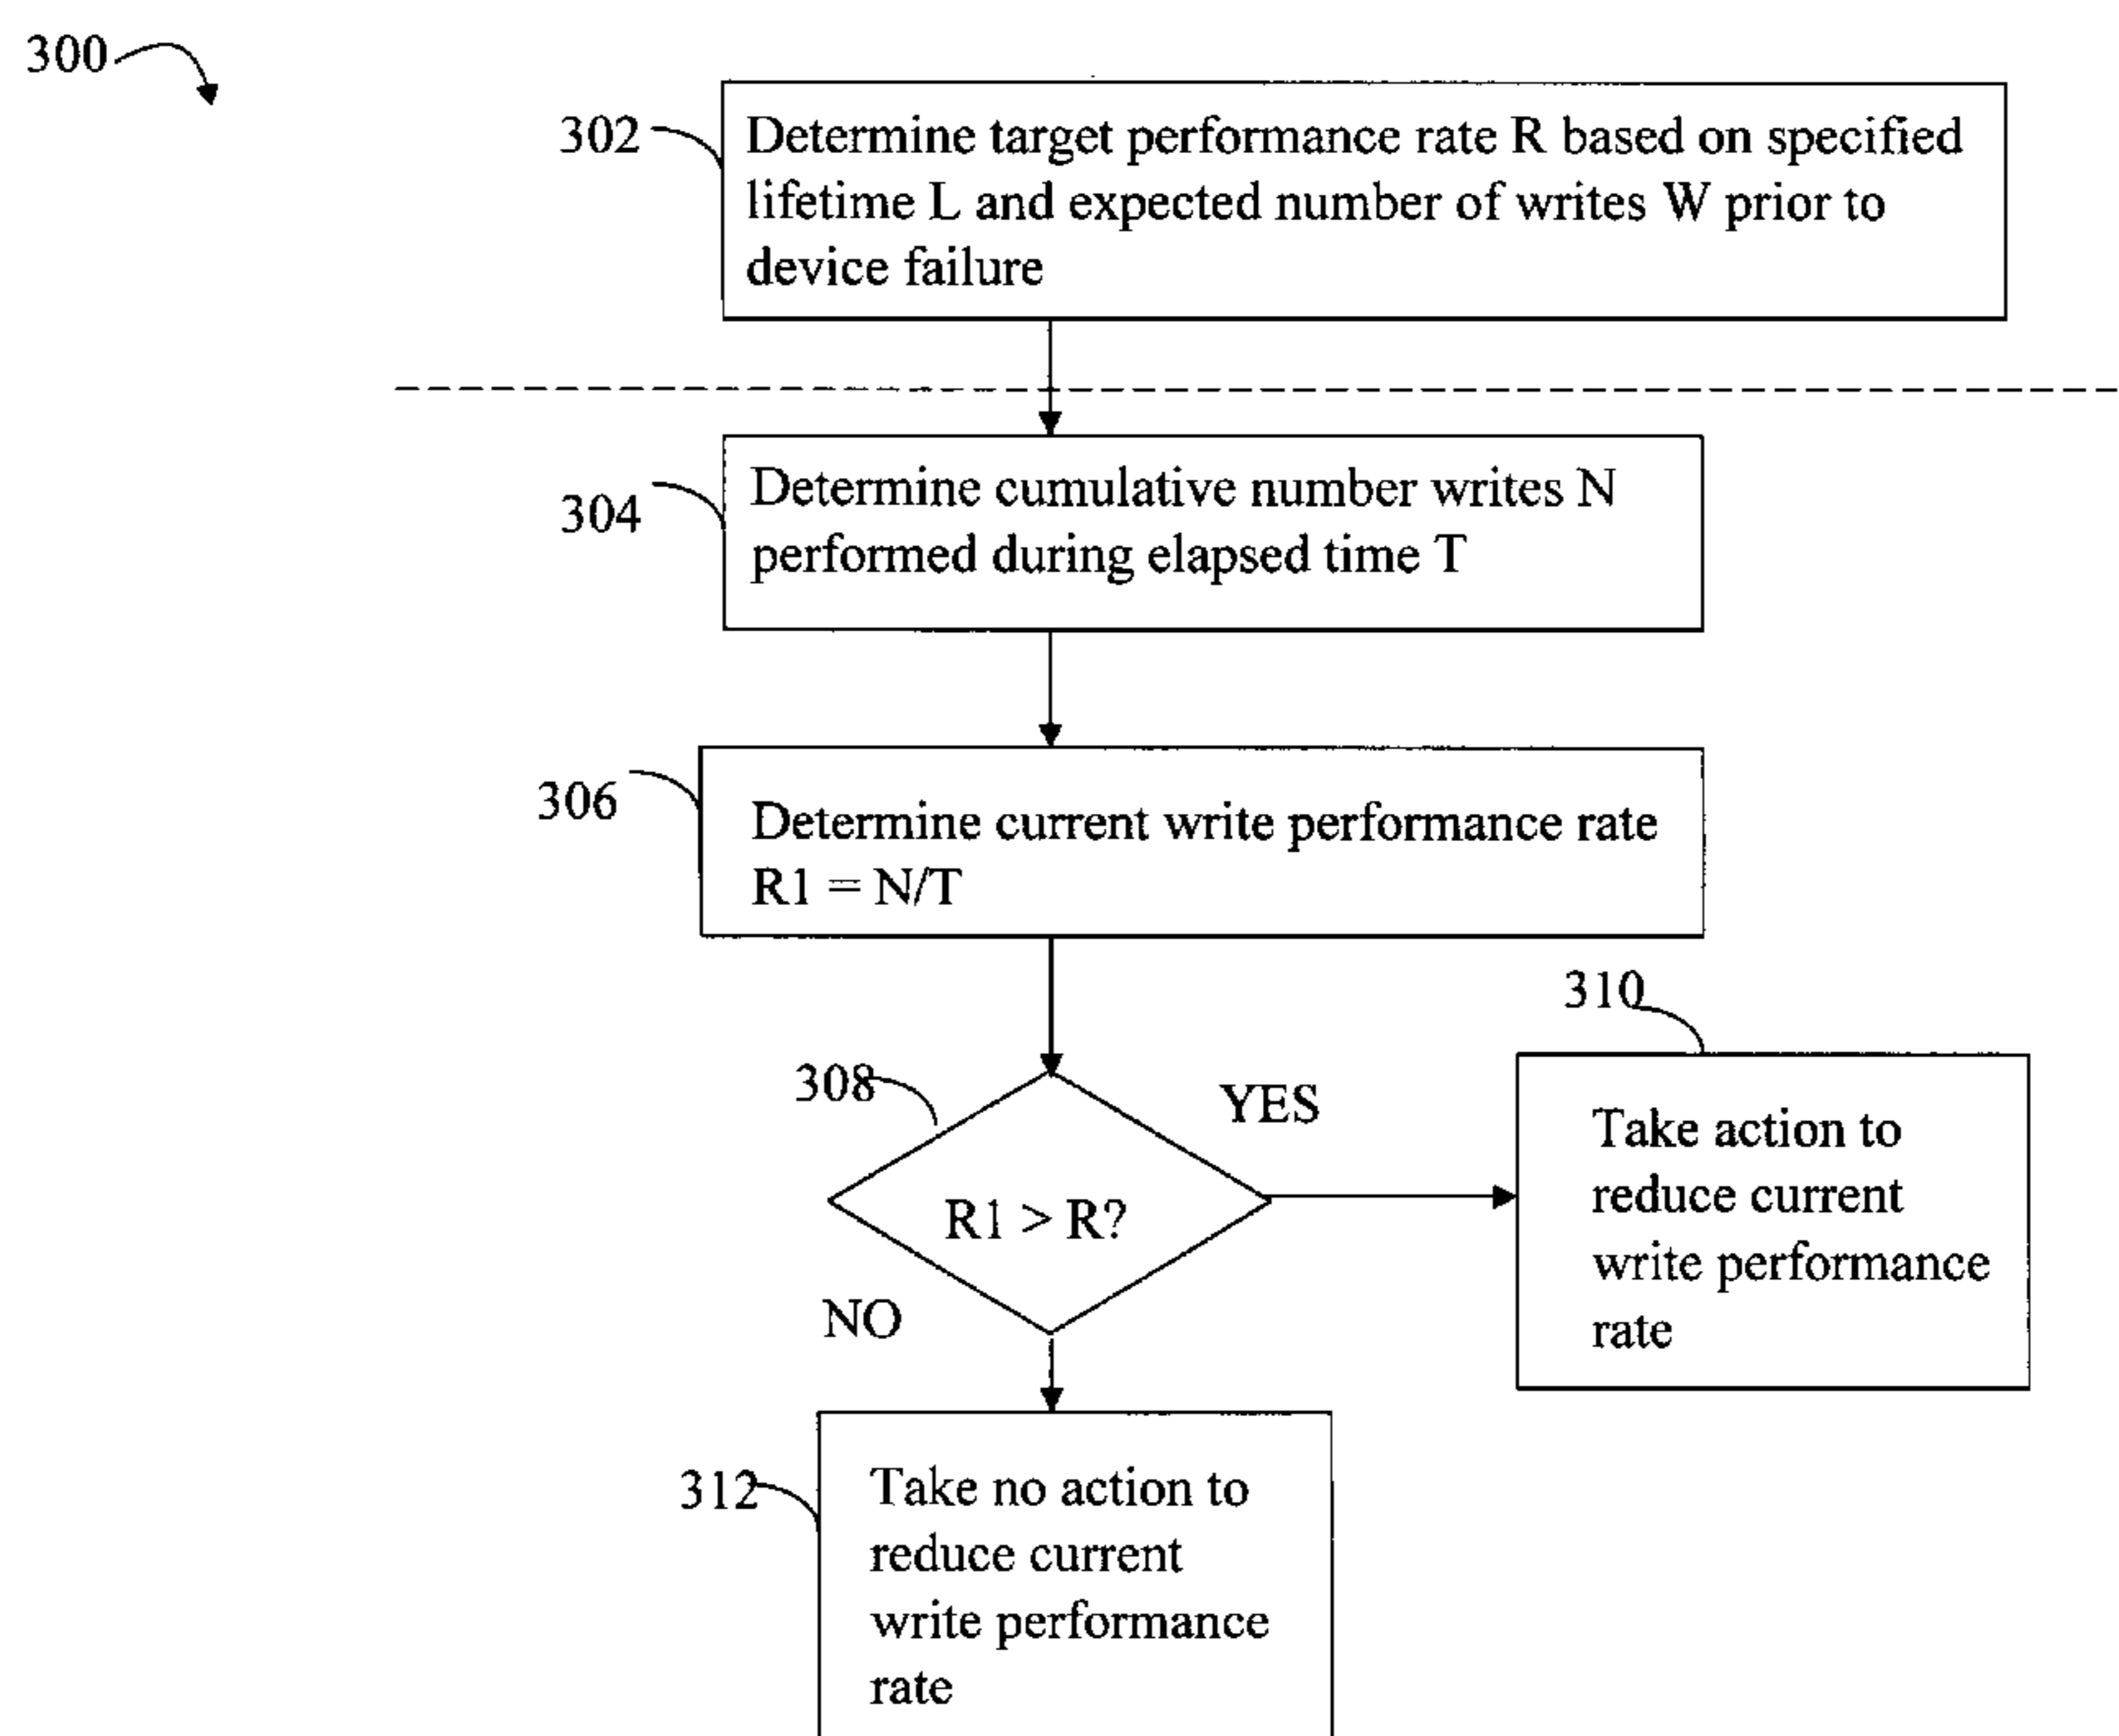 300
302
Determine target performance rate R based on specified
lifetime L and expected number of writes W prior to
device failure
304
Determine cumulative number writes N
performed during elapsed time T
306
Determine current write performance rate
R1 = N/T
308
R1 > R?
YES
310
Take action to
reduce current
write performance
rate
NO
312
Take no action to
reduce current
write performance
rate